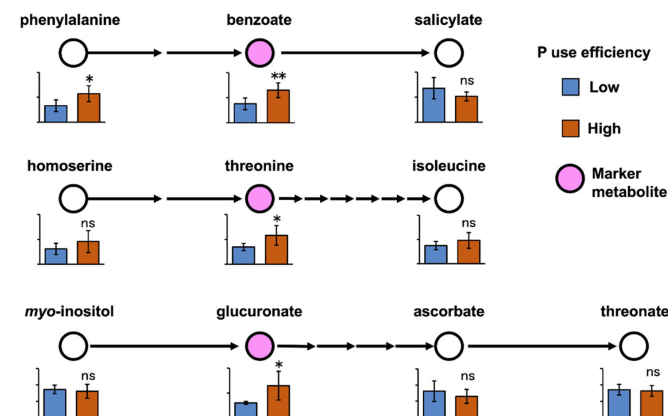 phenylalanine benzoate salicylate
P use efficiency
* ** ns
Low
High
homoserine threonine isoleucine
Marker
metabolite
ns * ns
myo-inositol glucuronate ascorbate threonate
ns * ns ns